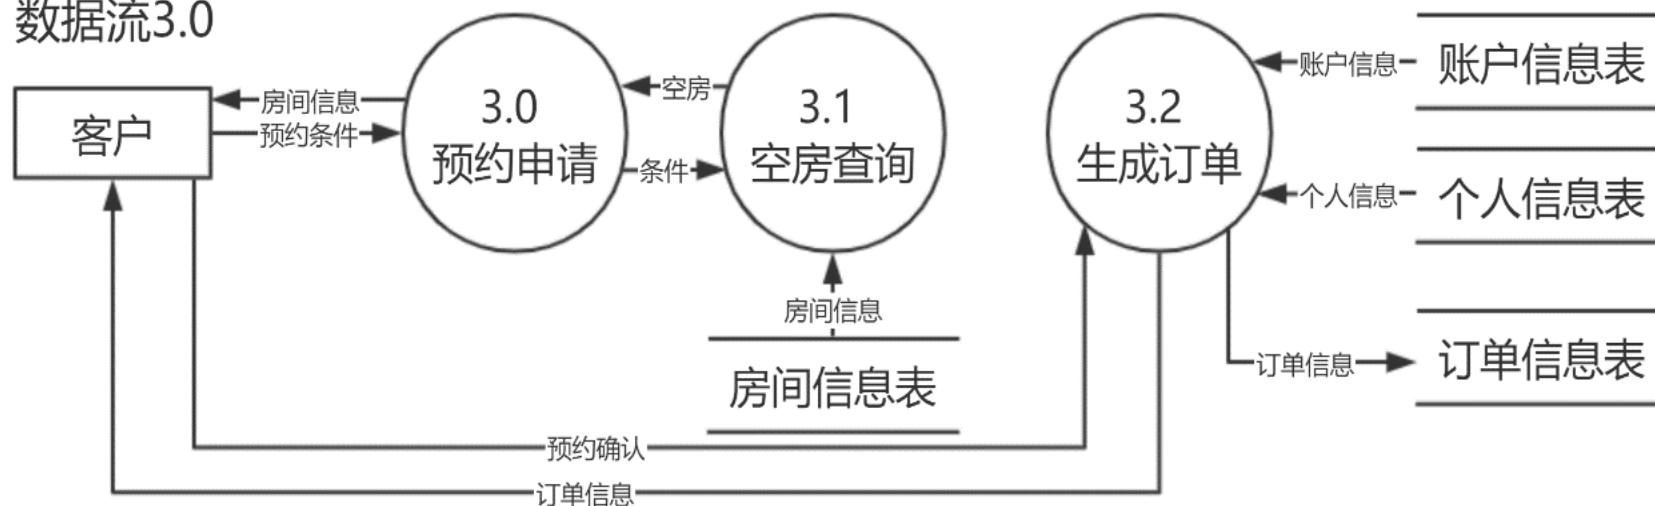 数据流3.0
客户
房间信息
预约条件
3.0
预约申请
空房
条件
3.1
空房查询
房间信息
房间信息表
3.2
生成订单
账户信息
账户信息表
个人信息
个人信息表
订单信息
订单信息表
预约确认
订单信息